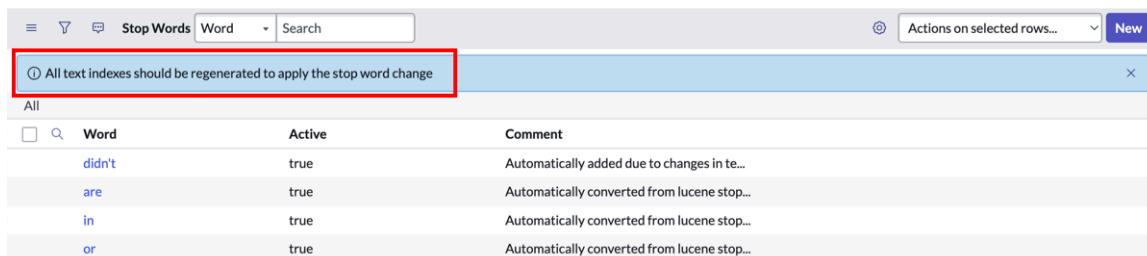 Stop Words Word Search Actions on selected rows... New
All text indexes should be regenerated to apply the stop word change
All
Word Active Comment
didn't true Automatically added due to changes in te...
are true Automatically converted from lucene stop...
in true Automatically converted from lucene stop...
or true Automatically converted from lucene stop...